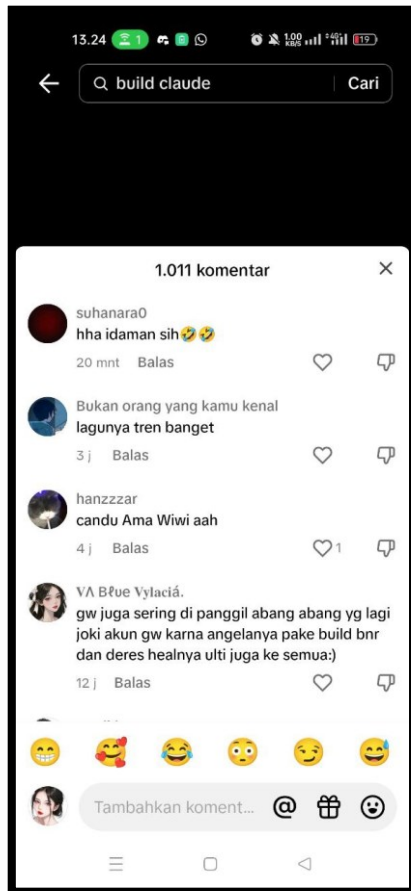 13.24 1 1.00 KB/S 4G 19
build claude Cari
1.011 komentar
suhanara0
hha idaman sih🤣🤣
20 mnt Balas
Bukan orang yang kamu kenal
lagunya tren banget
3 j Balas
hanzzzar
candu Ama Wiwi aah
4 j Balas 1
VΛ Bℓυe Vylaciá.
gw juga sering di panggil abang abang yg lagi
joki akun gw karna angelanya pake build bnr
dan deres healnya ulti juga ke semua:)
12 j Balas
Tambahkan koment...